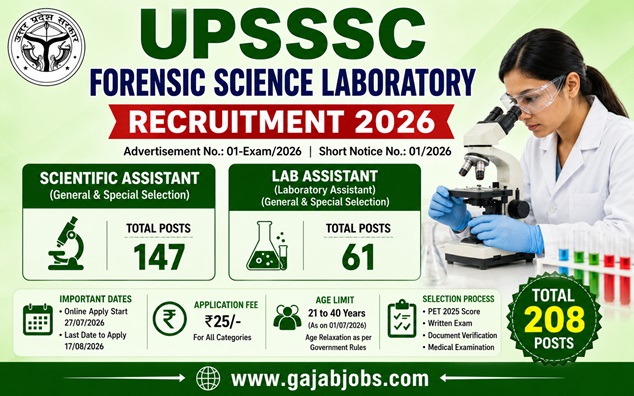 उत्तर प्रदेश सरकार
UPSSSC
FORENSIC SCIENCE LABORATORY
RECRUITMENT 2026
Advertisement No.: 01-Exam/2026 | Short Notice No.: 01/2026
SCIENTIFIC ASSISTANT
(General & Special Selection)
TOTAL POSTS
147
LAB ASSISTANT
(Laboratory Assistant)
(General & Special Selection)
TOTAL POSTS
61
IMPORTANT DATES
• Online Apply Start
27/07/2026
• Last Date to Apply
17/08/2026
APPLICATION FEE
₹25/-
For All Categories
AGE LIMIT
21 to 40 Years
(As on 01/07/2026)
Age Relaxation as per
Government Rules
SELECTION PROCESS
• PET 2025 Score
• Written Exam
• Document Verification
• Medical Examination
TOTAL
208
POSTS
www.gajabjobs.com